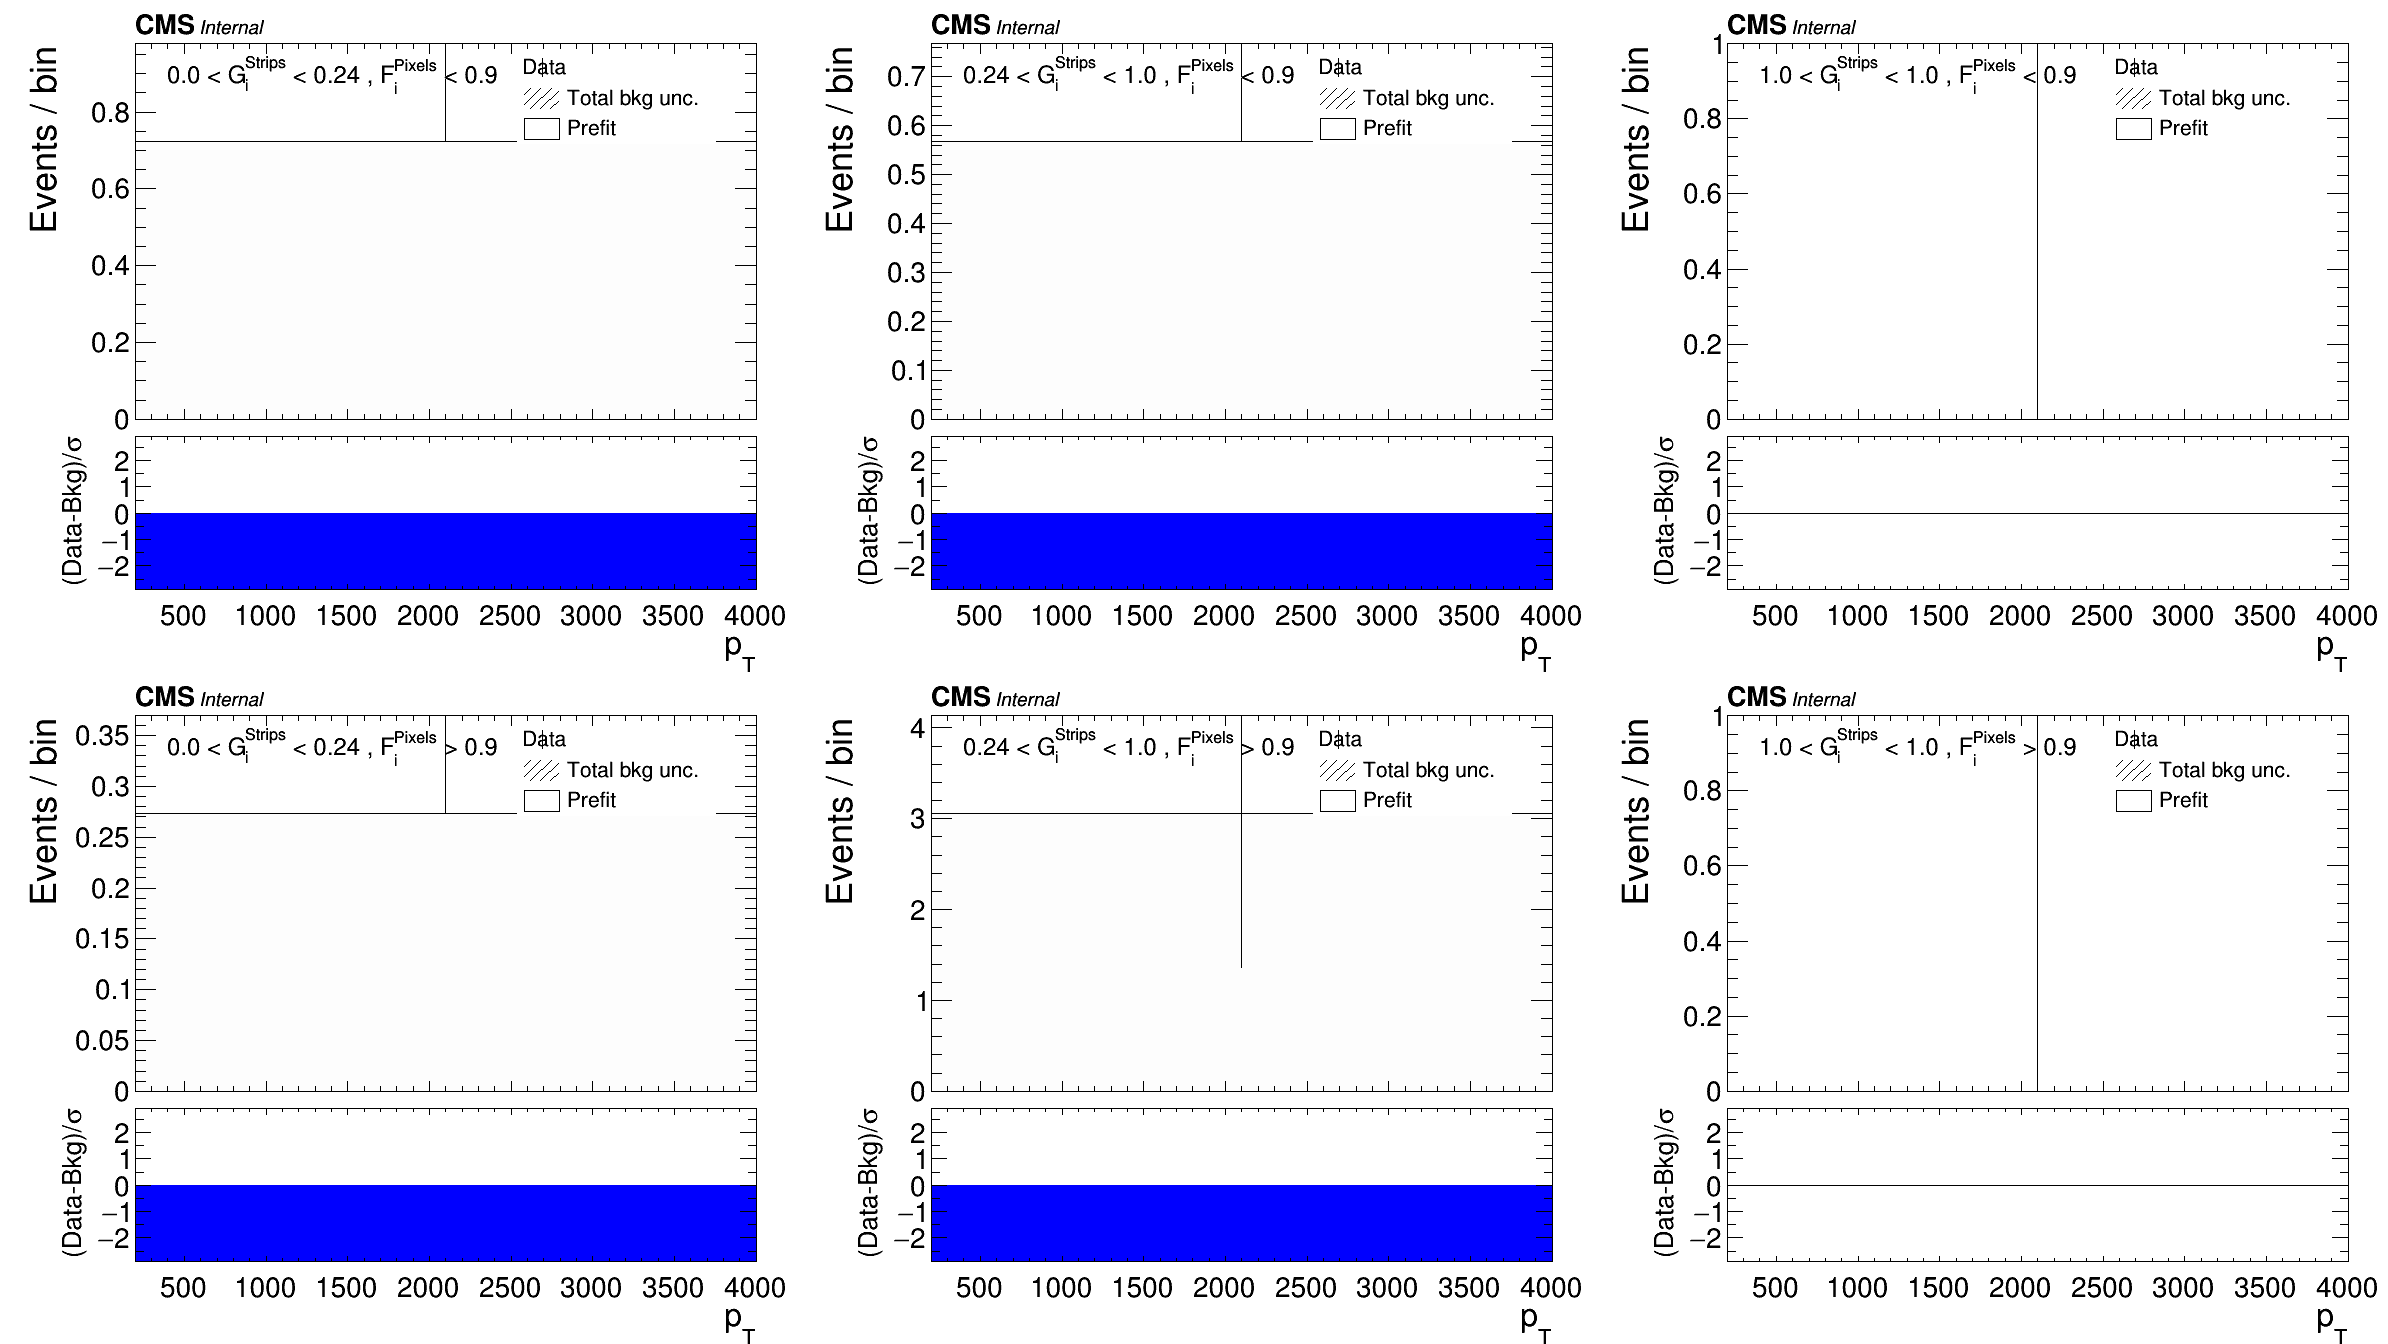 CMS Internal
Events / bin
0.0 < G_i^Strips < 0.24 , F_i^Pixels < 0.9
Data
Total bkg unc.
Prefit
0.8
0.6
0.4
0.2
0
(Data-Bkg)/σ
2
1
0
−1
−2
500 1000 1500 2000 2500 3000 3500 4000
p_T
CMS Internal
Events / bin
0.24 < G_i^Strips < 1.0 , F_i^Pixels < 0.9
Data
Total bkg unc.
Prefit
0.7
0.6
0.5
0.4
0.3
0.2
0.1
0
(Data-Bkg)/σ
2
1
0
−1
−2
500 1000 1500 2000 2500 3000 3500 4000
p_T
CMS Internal
Events / bin
1.0 < G_i^Strips < 1.0 , F_i^Pixels < 0.9
Data
Total bkg unc.
Prefit
1
0.8
0.6
0.4
0.2
0
(Data-Bkg)/σ
2
1
0
−1
−2
500 1000 1500 2000 2500 3000 3500 4000
p_T
CMS Internal
Events / bin
0.0 < G_i^Strips < 0.24 , F_i^Pixels > 0.9
Data
Total bkg unc.
Prefit
0.35
0.3
0.25
0.2
0.15
0.1
0.05
0
(Data-Bkg)/σ
2
1
0
−1
−2
500 1000 1500 2000 2500 3000 3500 4000
p_T
CMS Internal
Events / bin
0.24 < G_i^Strips < 1.0 , F_i^Pixels > 0.9
Data
Total bkg unc.
Prefit
4
3
2
1
0
(Data-Bkg)/σ
2
1
0
−1
−2
500 1000 1500 2000 2500 3000 3500 4000
p_T
CMS Internal
Events / bin
1.0 < G_i^Strips < 1.0 , F_i^Pixels > 0.9
Data
Total bkg unc.
Prefit
1
0.8
0.6
0.4
0.2
0
(Data-Bkg)/σ
2
1
0
−1
−2
500 1000 1500 2000 2500 3000 3500 4000
p_T